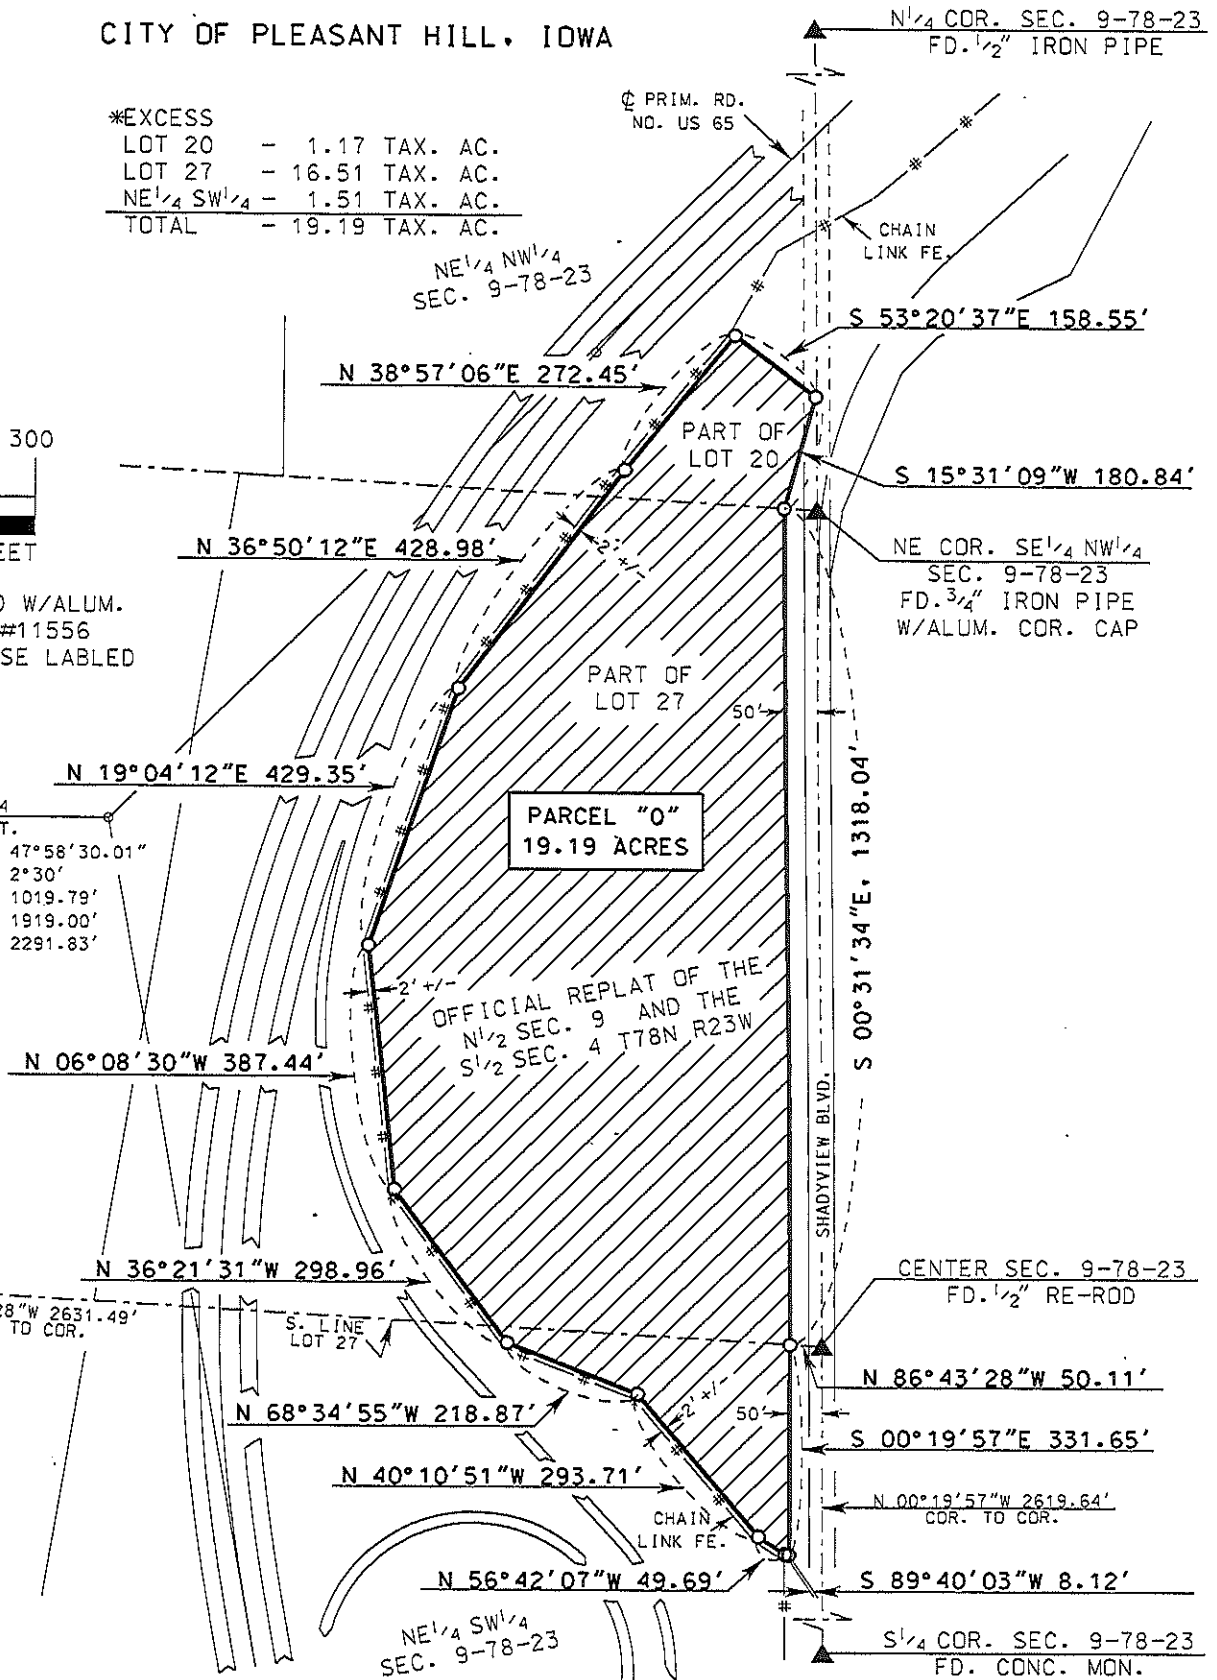 CITY OF PLEASANT HILL, IOWA
N1/4 COR. SEC. 9-78-23
FD. 1/2" IRON PIPE
*EXCESS
LOT 20 - 1.17 TAX. AC.
LOT 27 - 16.51 TAX. AC.
NE1/4 SW1/4 - 1.51 TAX. AC.
TOTAL - 19.19 TAX. AC.
℄ PRIM. RD.
NO. US 65
CHAIN
LINK FE.
NE1/4 NW1/4
SEC. 9-78-23
S 53°20'37"E 158.55'
N 38°57'06"E 272.45'
300
PART OF
LOT 20
S 15°31'09"W 180.84'
EET
N 36°50'12"E 428.98'
2' +/-
NE COR. SE1/4 NW1/4
SEC. 9-78-23
FD. 3/4" IRON PIPE
W/ALUM. COR. CAP
W/ALUM.
#11556
SE LABLED
PART OF
LOT 27
50'
N 19°04'12"E 429.35'
PARCEL "O"
19.19 ACRES
4
T.
47°58'30.01"
2°30'
1019.79'
1919.00'
2291.83'
S 00°31'34"E, 1318.04'
2' +/-
OFFICIAL REPLAT OF THE
N1/2 SEC. 9 AND THE
S1/2 SEC. 4 T78N R23W
N 06°08'30"W 387.44'
SHADYVIEW BLVD.
N 36°21'31"W 298.96'
CENTER SEC. 9-78-23
FD. 1/2" RE-ROD
28"W 2631.49'
TO COR.
S. LINE
LOT 27
N 86°43'28"W 50.11'
2' +/-
50'
N 68°34'55"W 218.87'
S 00°19'57"E 331.65'
N 40°10'51"W 293.71'
N 00°19'57"W 2619.64'
COR. TO COR.
CHAIN
LINK FE.
N 56°42'07"W 49.69'
S 89°40'03"W 8.12'
NE1/4 SW1/4
SEC. 9-78-23
S1/4 COR. SEC. 9-78-23
FD. CONC. MON.